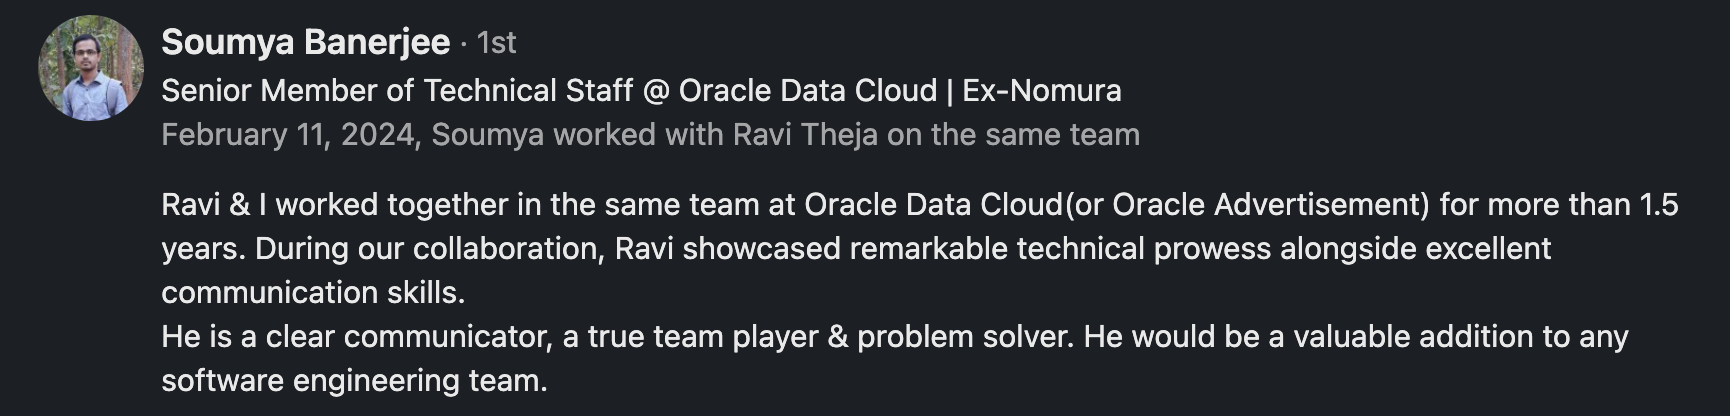 Soumya Banerjee · 1st
Senior Member of Technical Staff @ Oracle Data Cloud | Ex-Nomura
February 11, 2024, Soumya worked with Ravi Theja on the same team
Ravi & I worked together in the same team at Oracle Data Cloud(or Oracle Advertisement) for more than 1.5
years. During our collaboration, Ravi showcased remarkable technical prowess alongside excellent
communication skills.
He is a clear communicator, a true team player & problem solver. He would be a valuable addition to any
software engineering team.